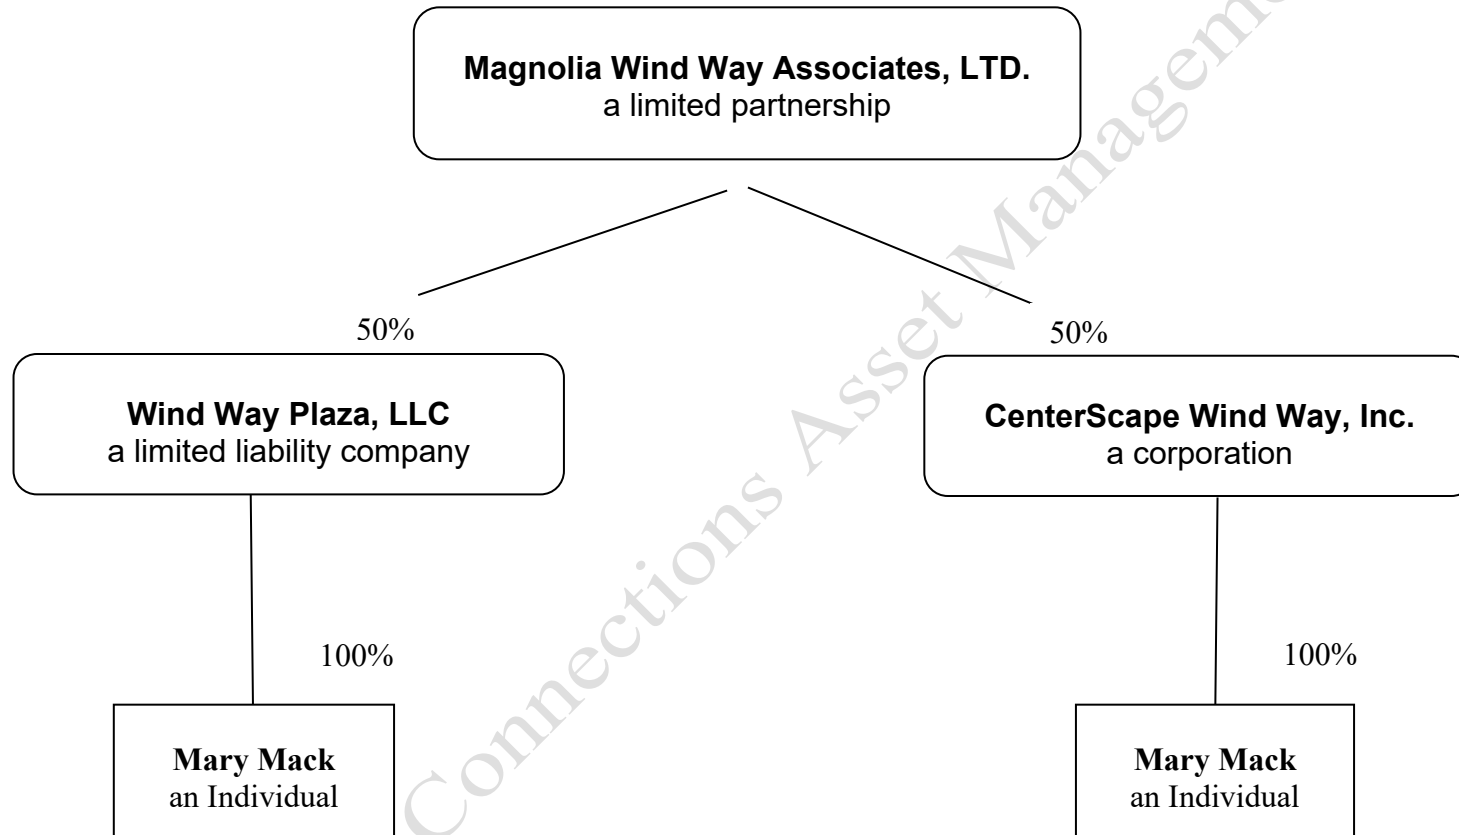 Magnolia Wind Way Associates, LTD.
a limited partnership
50%
50%
Wind Way Plaza, LLC
a limited liability company
CenterScape Wind Way, Inc.
a corporation
100%
100%
Mary Mack
an Individual
Mary Mack
an Individual
Connections Asset